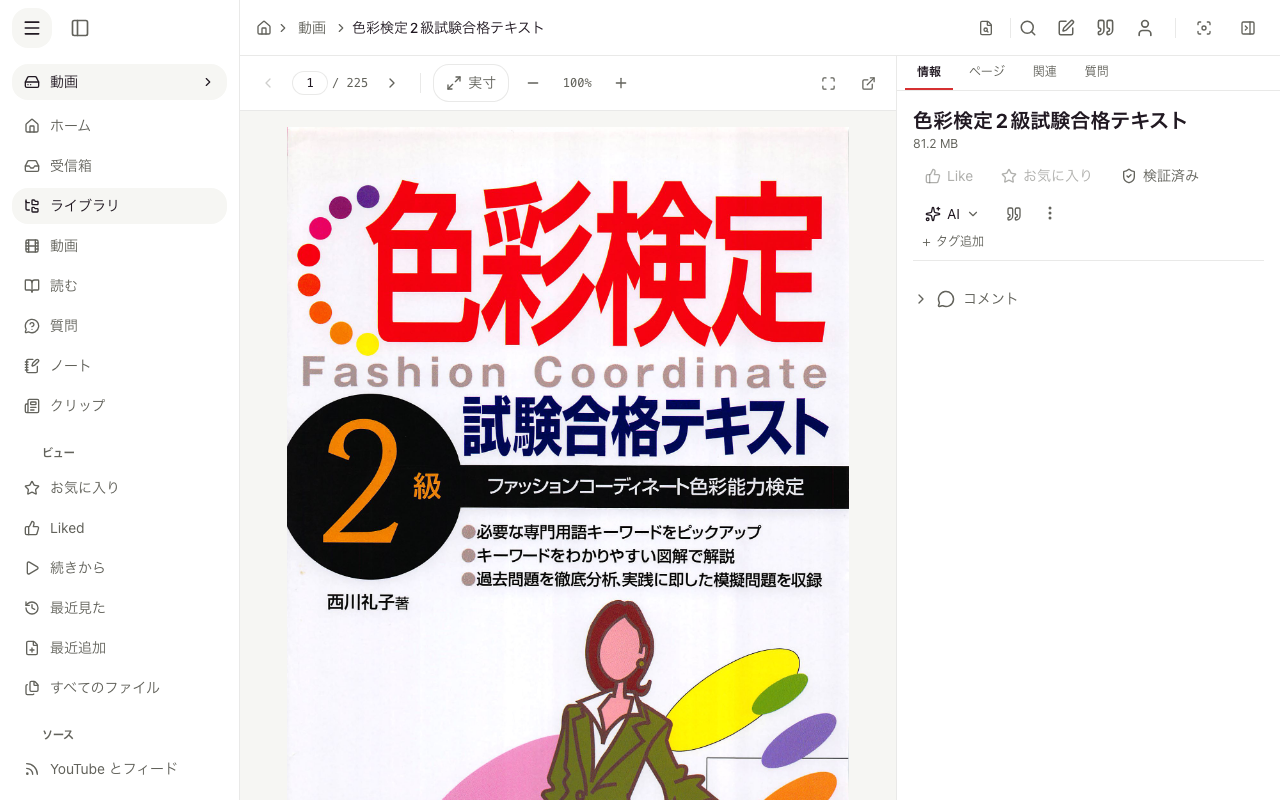 動画
色彩検定2級試験合格テキスト
動画
ホーム
受信箱
ライブラリ
動画
読む
質問
ノート
クリップ
ビュー
お気に入り
Liked
続きから
最近見た
最近追加
すべてのファイル
ソース
YouTube とフィード
1 / 225
実寸
100%
色彩検定
Fashion Coordinate
試験合格テキスト
2級
ファッションコーディネート色彩能力検定
●必要な専門用語キーワードをピックアップ
●キーワードをわかりやすい図解で解説
●過去問題を徹底分析、実践に即した模擬問題を収録
西川礼子著
情報
ページ
関連
質問
色彩検定2級試験合格テキスト
81.2 MB
Like
お気に入り
検証済み
AI
+ タグ追加
コメント